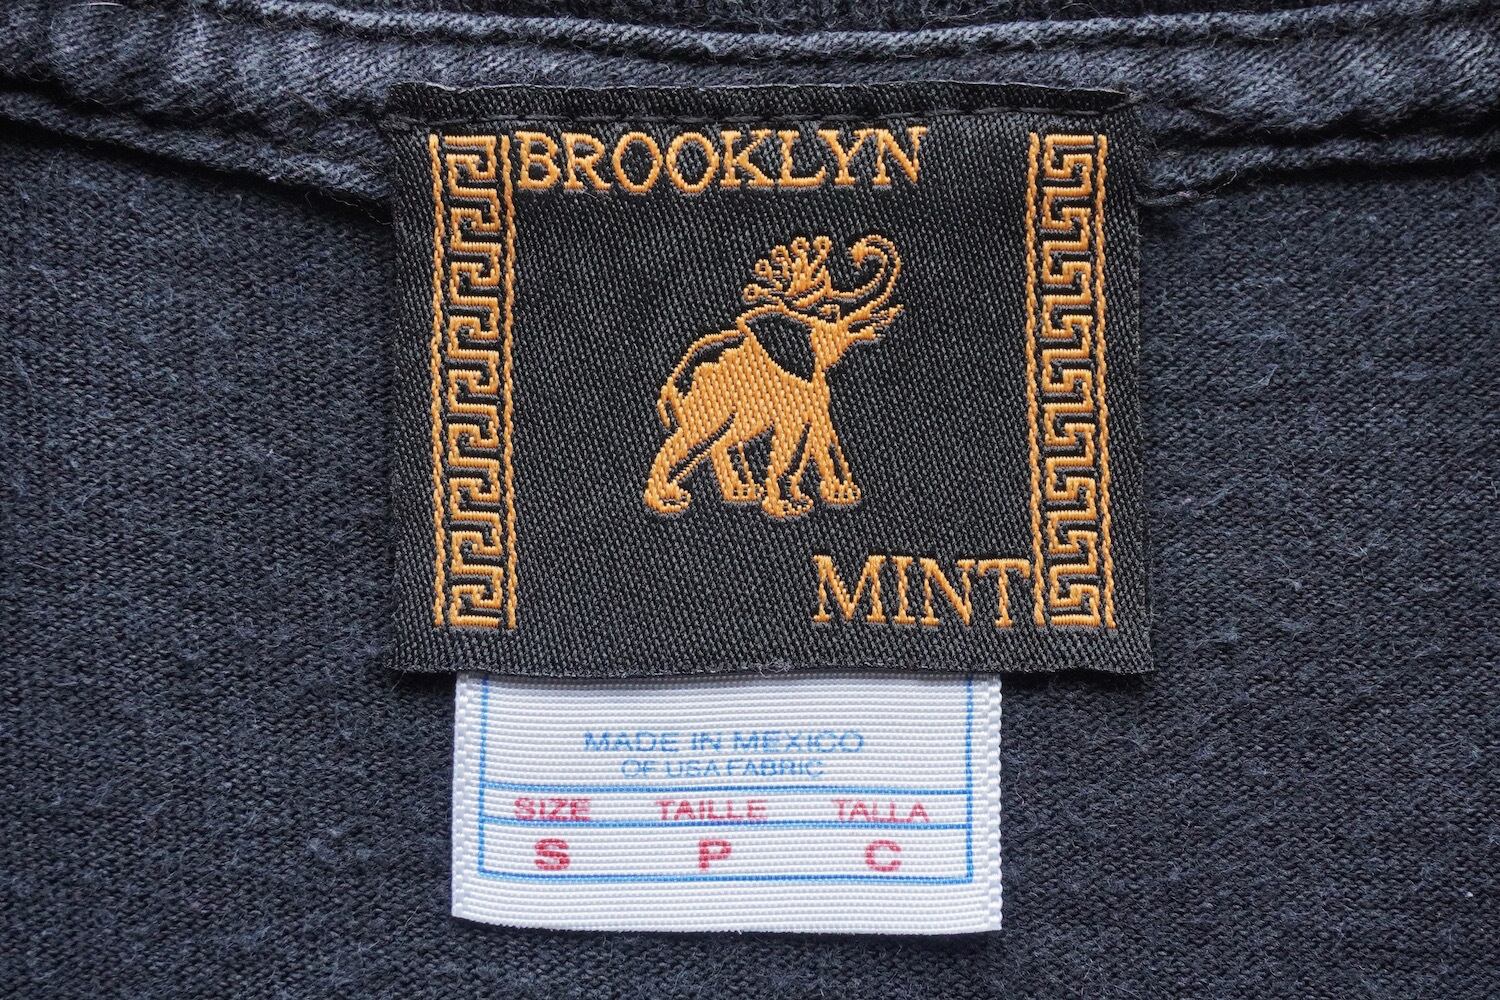 BROOKLYN
MINT
MADE IN MEXICO
OF USA FABRIC
SIZE TAILLE TALLA
S P C